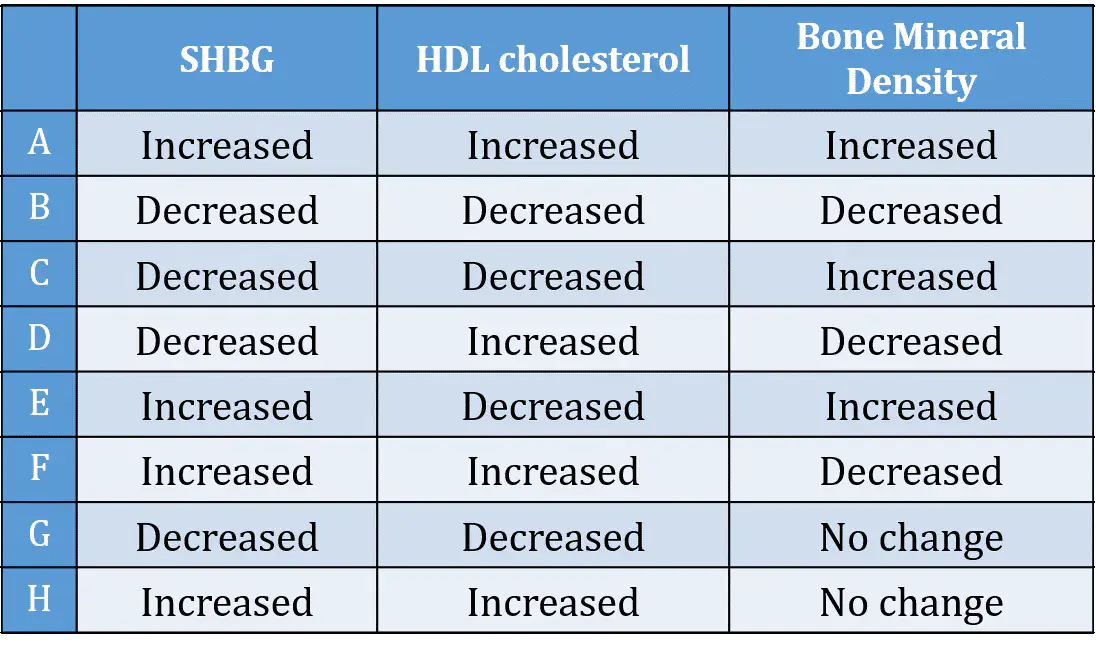 SHBG HDL cholesterol Bone Mineral
Density
A Increased Increased Increased
B Decreased Decreased Decreased
C Decreased Decreased Increased
D Decreased Increased Decreased
E Increased Decreased Increased
F Increased Increased Decreased
G Decreased Decreased No change
H Increased Increased No change